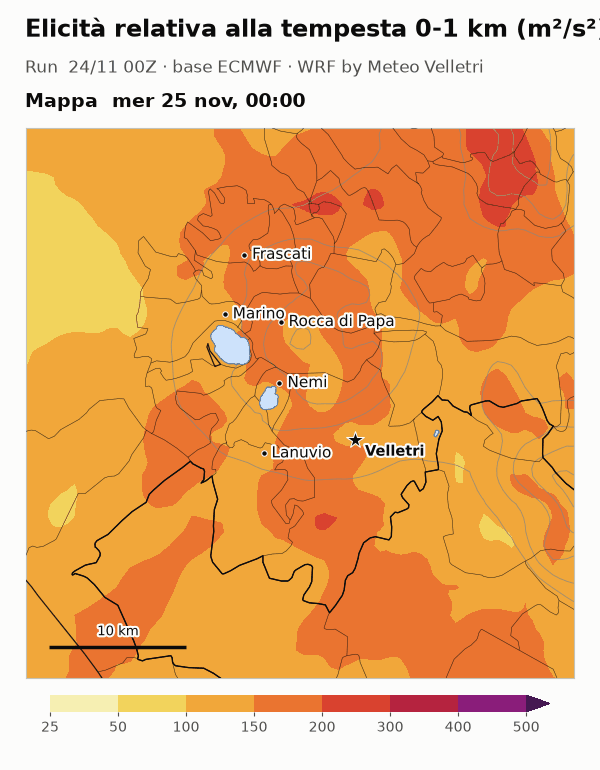 Elicità relativa alla tempesta 0-1 km (m²/s²)
Run  24/11 00Z · base ECMWF · WRF by Meteo Velletri
Mappa  mer 25 nov, 00:00
Frascati
Marino
Rocca di Papa
Nemi
Velletri
Lanuvio
10 km
25 50 100 150 200 300 400 500